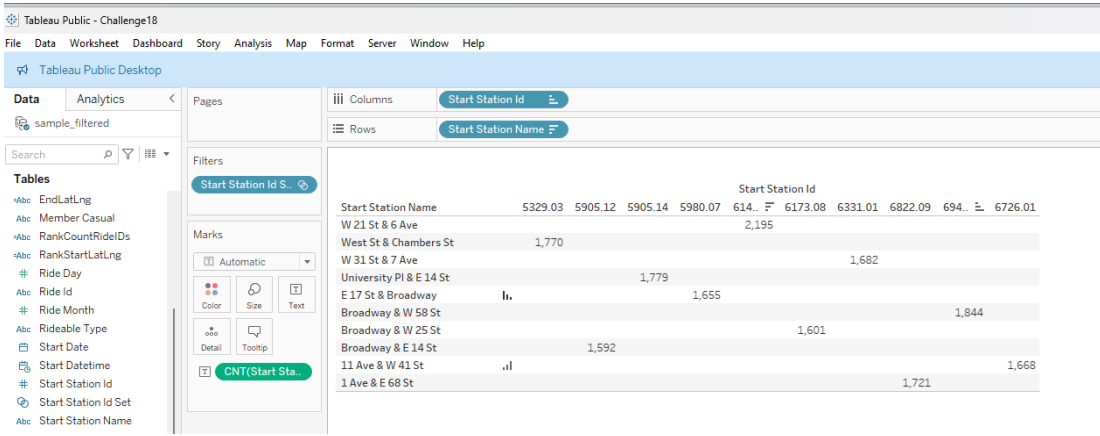 Tableau Public - Challenge18
File Data Worksheet Dashboard Story Analysis Map Format Server Window Help
Tableau Public Desktop
Data Analytics
sample_filtered
Search
Tables
Abc EndLatLng
Abc Member Casual
Abc RankCountRideIDs
Abc RankStartLatLng
# Ride Day
Abc Ride Id
# Ride Month
Abc Rideable Type
Start Date
Start Datetime
# Start Station Id
Start Station Id Set
Abc Start Station Name
Pages
Filters
Start Station Id S..
Marks
T Automatic
Color Size Text
Detail Tooltip
CNT(Start Sta..
Columns Start Station Id
Rows Start Station Name
Start Station Id
Start Station Name 5329.03 5905.12 5905.14 5980.07 614.. 6173.08 6331.01 6822.09 694.. 6726.01
W 21 St & 6 Ave 2,195
West St & Chambers St 1,770
W 31 St & 7 Ave 1,682
University Pl & E 14 St 1,779
E 17 St & Broadway 1,655
Broadway & W 58 St 1,844
Broadway & W 25 St 1,601
Broadway & E 14 St 1,592
11 Ave & W 41 St 1,668
1 Ave & E 68 St 1,721